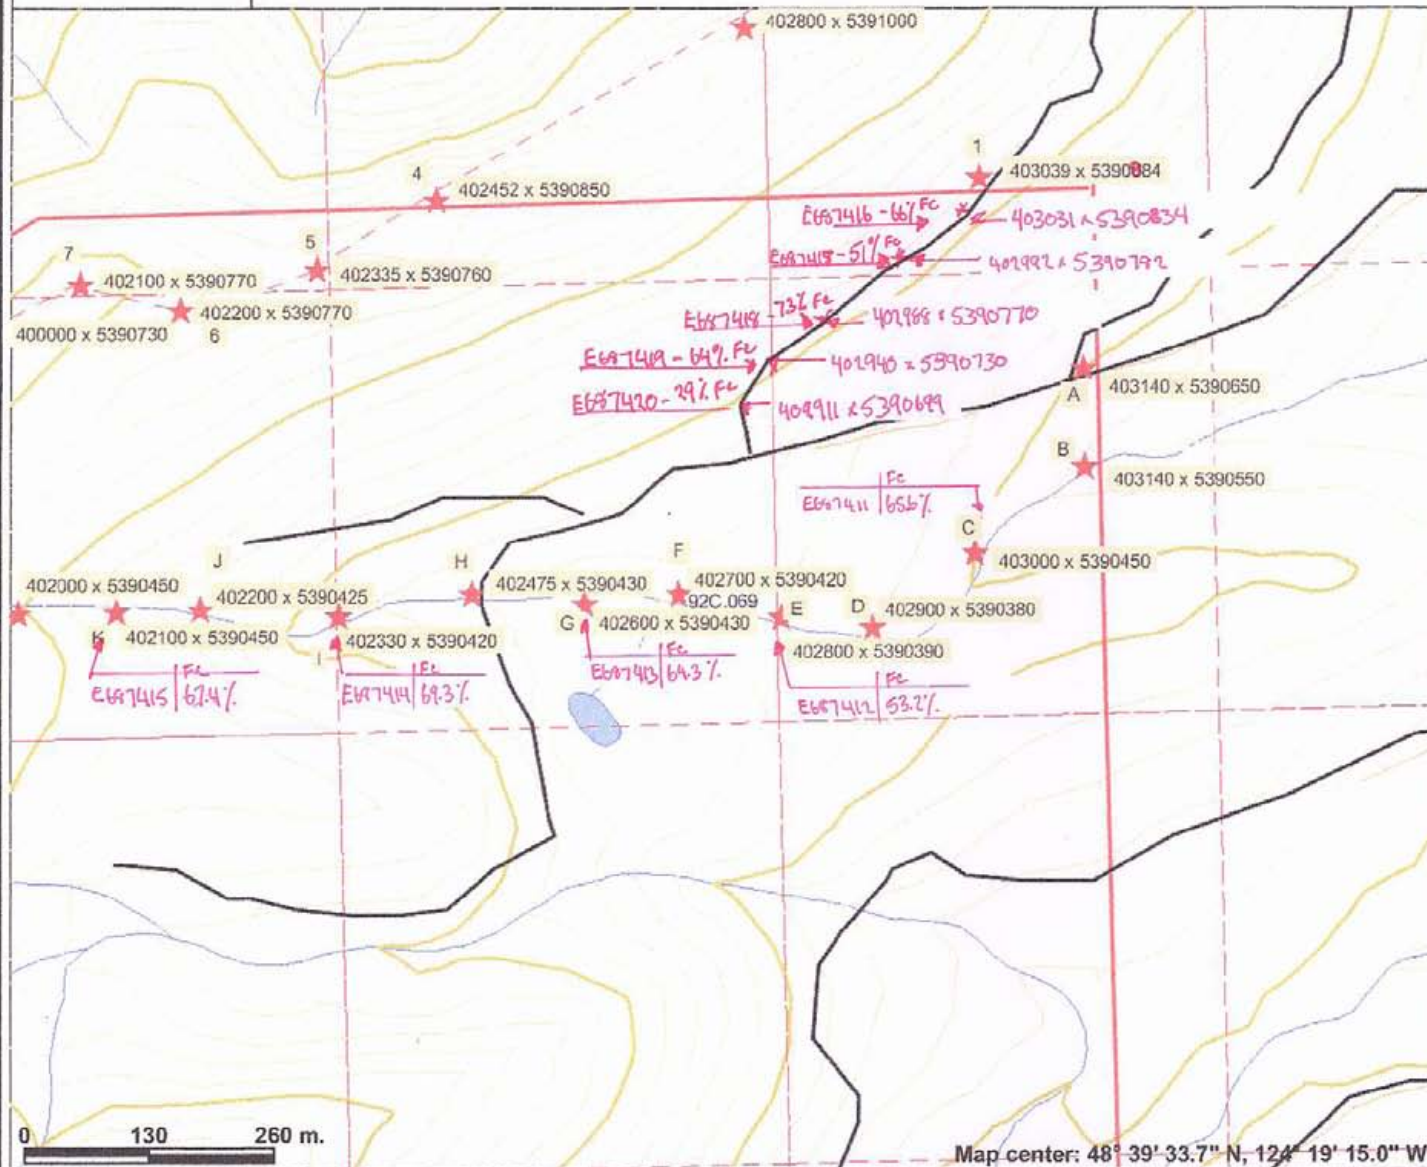 402800 x 5391000
1
403039 x 5390884
4
402452 x 5390850
E687416 - 66% Fe
403031 x 5390834
5
402335 x 5390760
51% Fe
402992 x 5390792
7
402100 x 5390770
402200 x 5390770
6
400000 x 5390730
E687418 - 73% Fe
402968 x 5390770
E687419 - 64% Fe
402940 x 5390730
E687420 - 29% Fe
402911 x 5390699
A
403140 x 5390650
B
403140 x 5390550
E687411 | Fe 65.6%
C
403000 x 5390450
J
H
F
402000 x 5390450
402200 x 5390425
402475 x 5390430
402700 x 5390420
92C.069
E
D
402900 x 5390380
K
402100 x 5390450
I
402330 x 5390420
G
402600 x 5390430
402800 x 5390390
E687415 | Fe 67.4%
E687414 | Fe 69.3%
E687413 | Fe 64.3%
E687412 | Fe 53.2%
0 130 260 m.
Map center: 48° 39' 33.7" N, 124° 19' 15.0" W